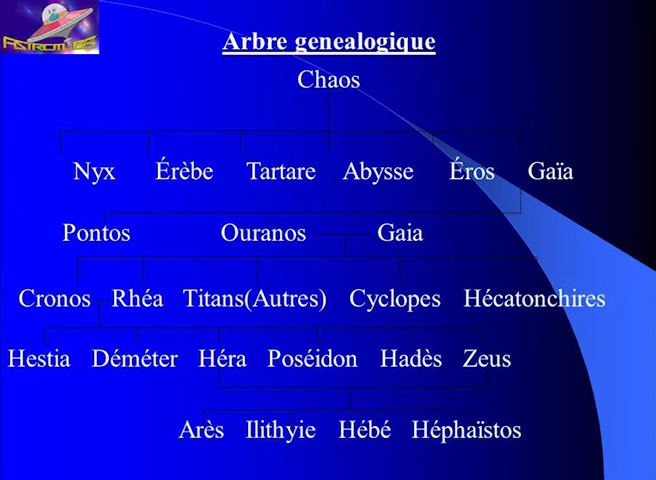 Arbre genealogique
Chaos
Nyx Érèbe Tartare Abysse Éros Gaïa
Pontos Ouranos Gaia
Cronos Rhéa Titans(Autres) Cyclopes Hécatonchires
Hestia Déméter Héra Poséidon Hadès Zeus
Arès Ilithyie Hébé Héphaïstos